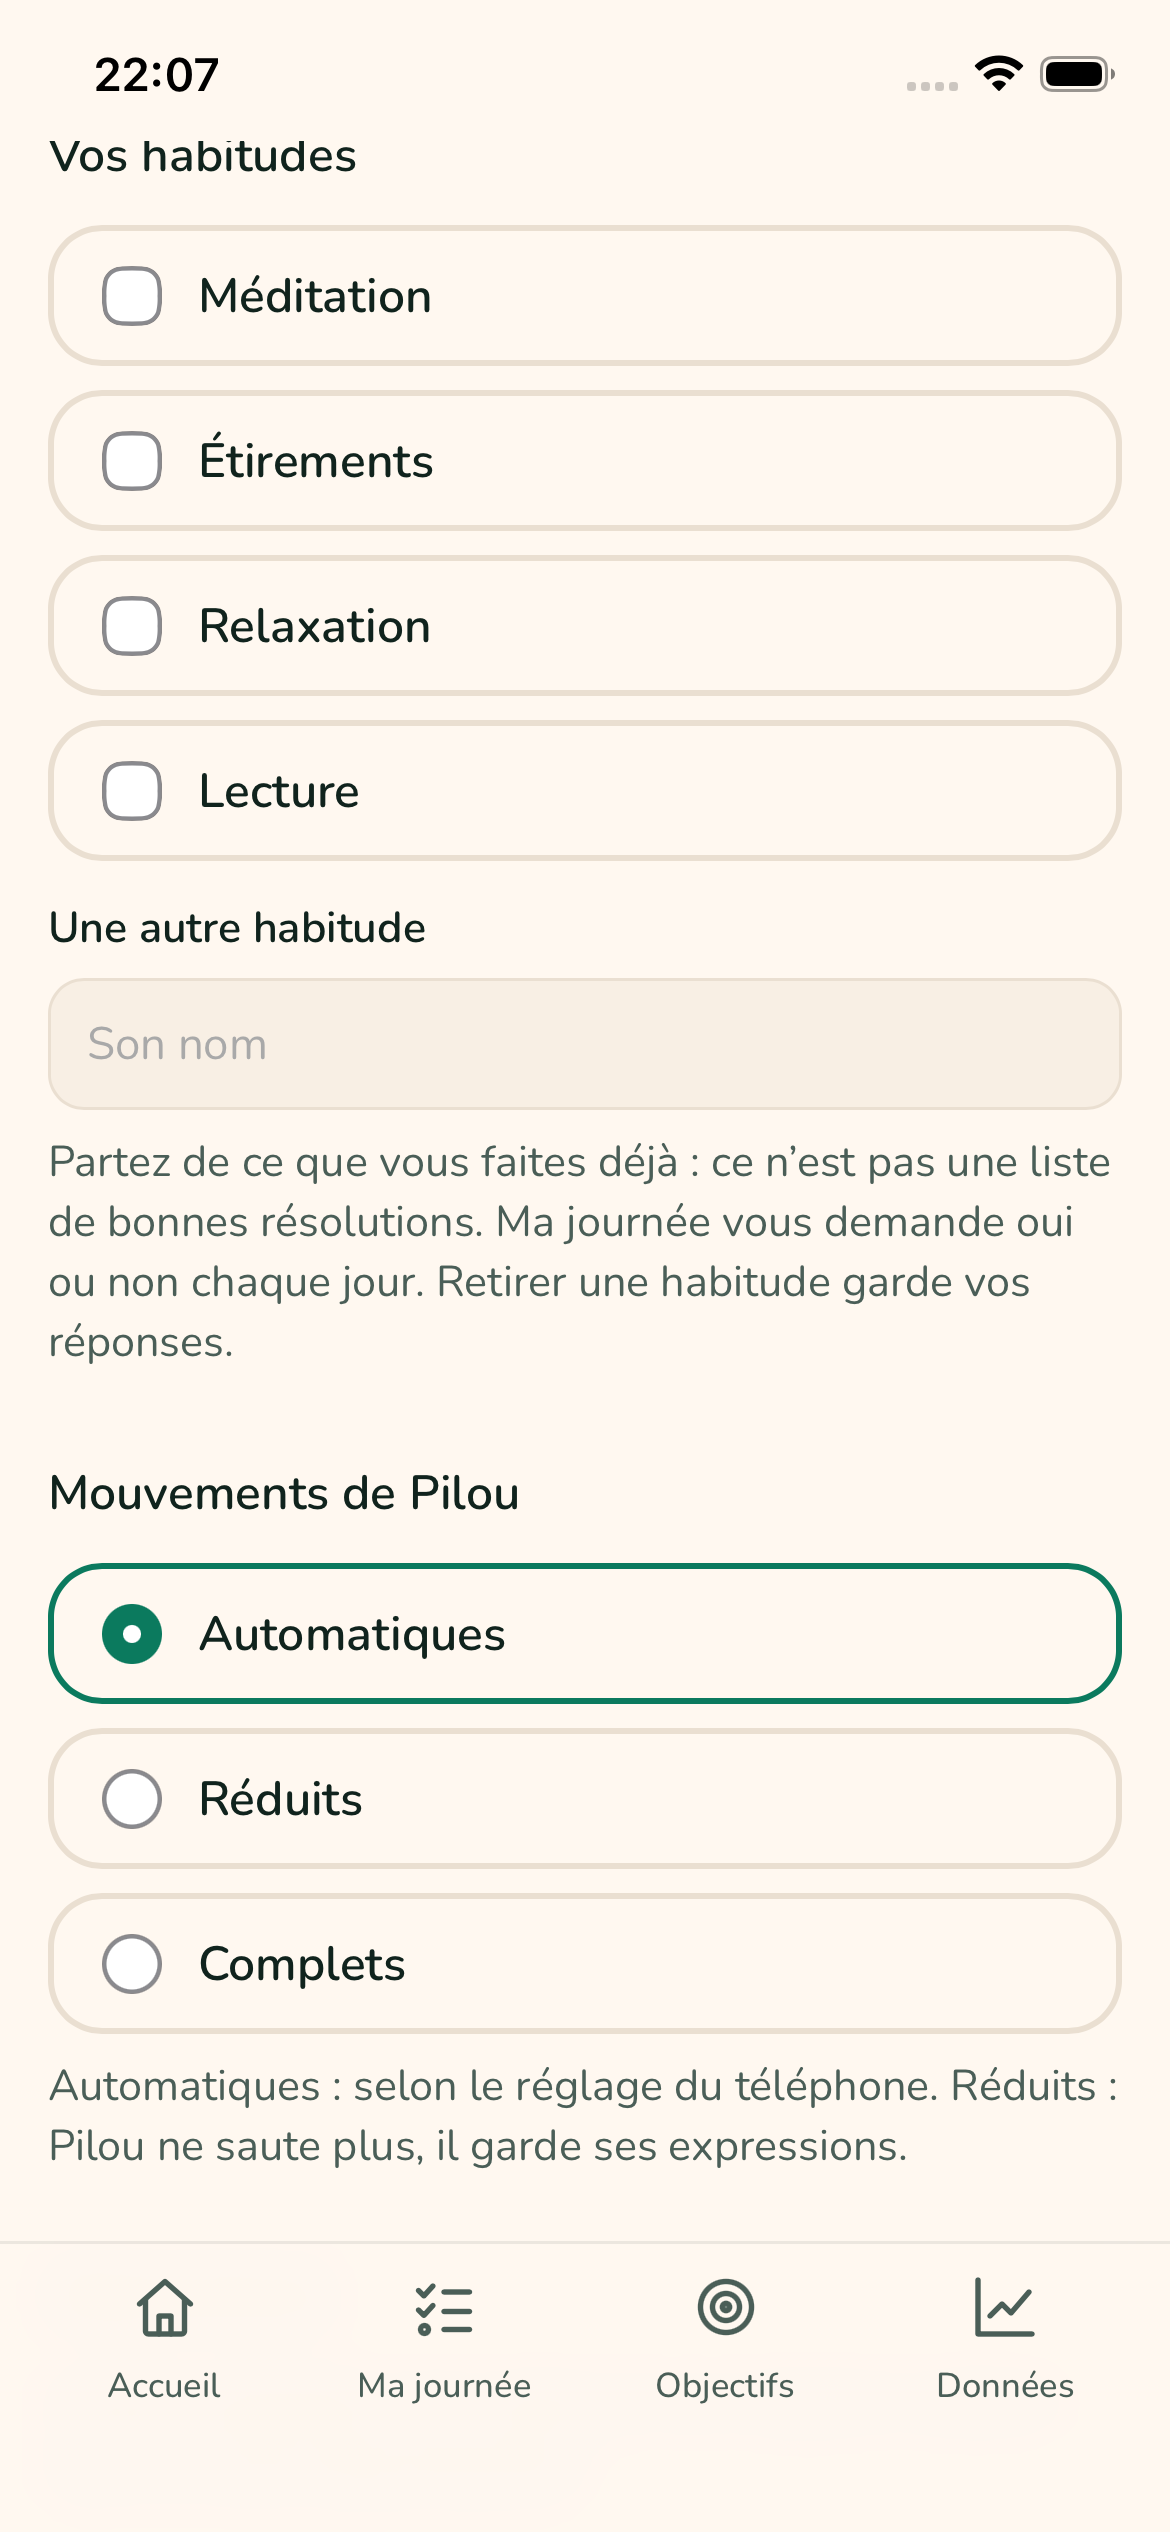 22:07
Vos habitudes
Méditation
Étirements
Relaxation
Lecture
Une autre habitude
Son nom
Partez de ce que vous faites déjà : ce n’est pas une liste
de bonnes résolutions. Ma journée vous demande oui
ou non chaque jour. Retirer une habitude garde vos
réponses.
Mouvements de Pilou
Automatiques
Réduits
Complets
Automatiques : selon le réglage du téléphone. Réduits :
Pilou ne saute plus, il garde ses expressions.
Accueil
Ma journée
Objectifs
Données